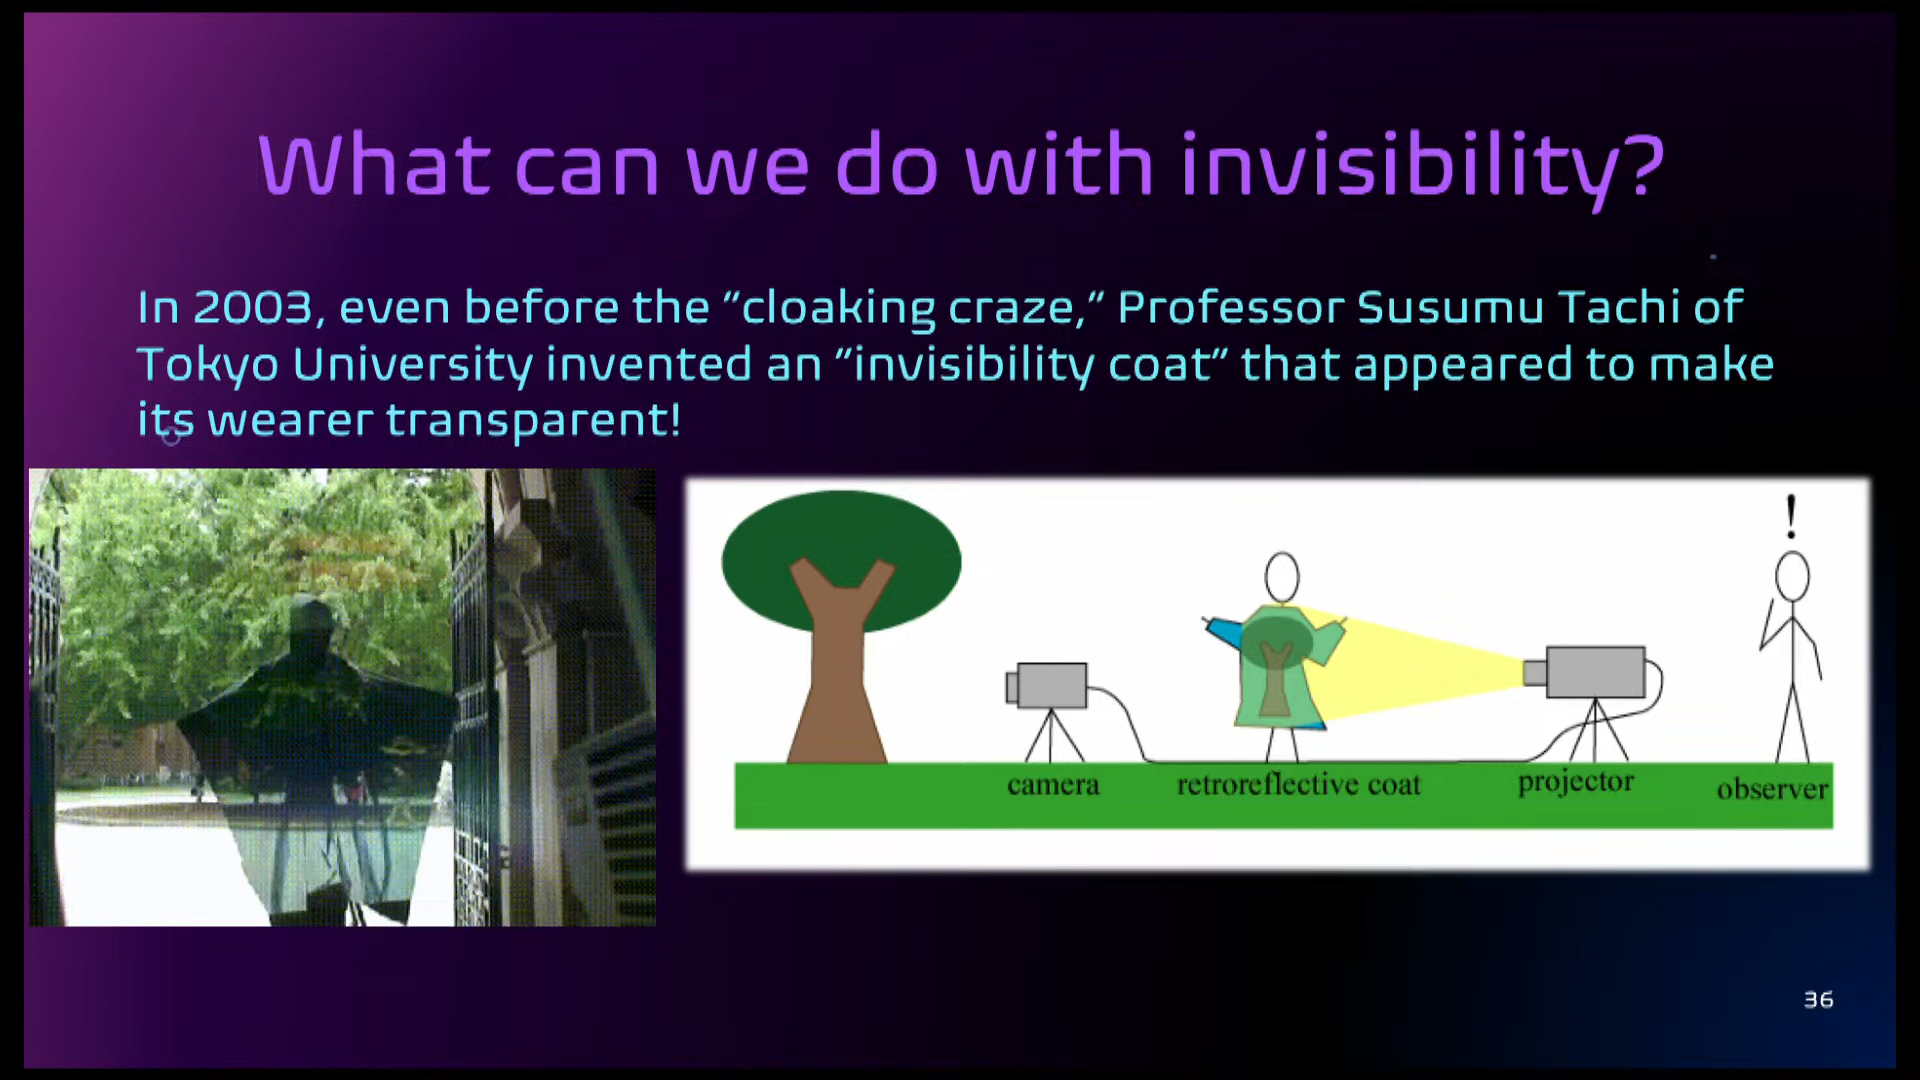 What can we do with invisibility?
In 2003, even before the "cloaking craze," Professor Susumu Tachi of
Tokyo University invented an "invisibility coat" that appeared to make
its wearer transparent!
!
camera
retroreflective coat
projector
observer
36